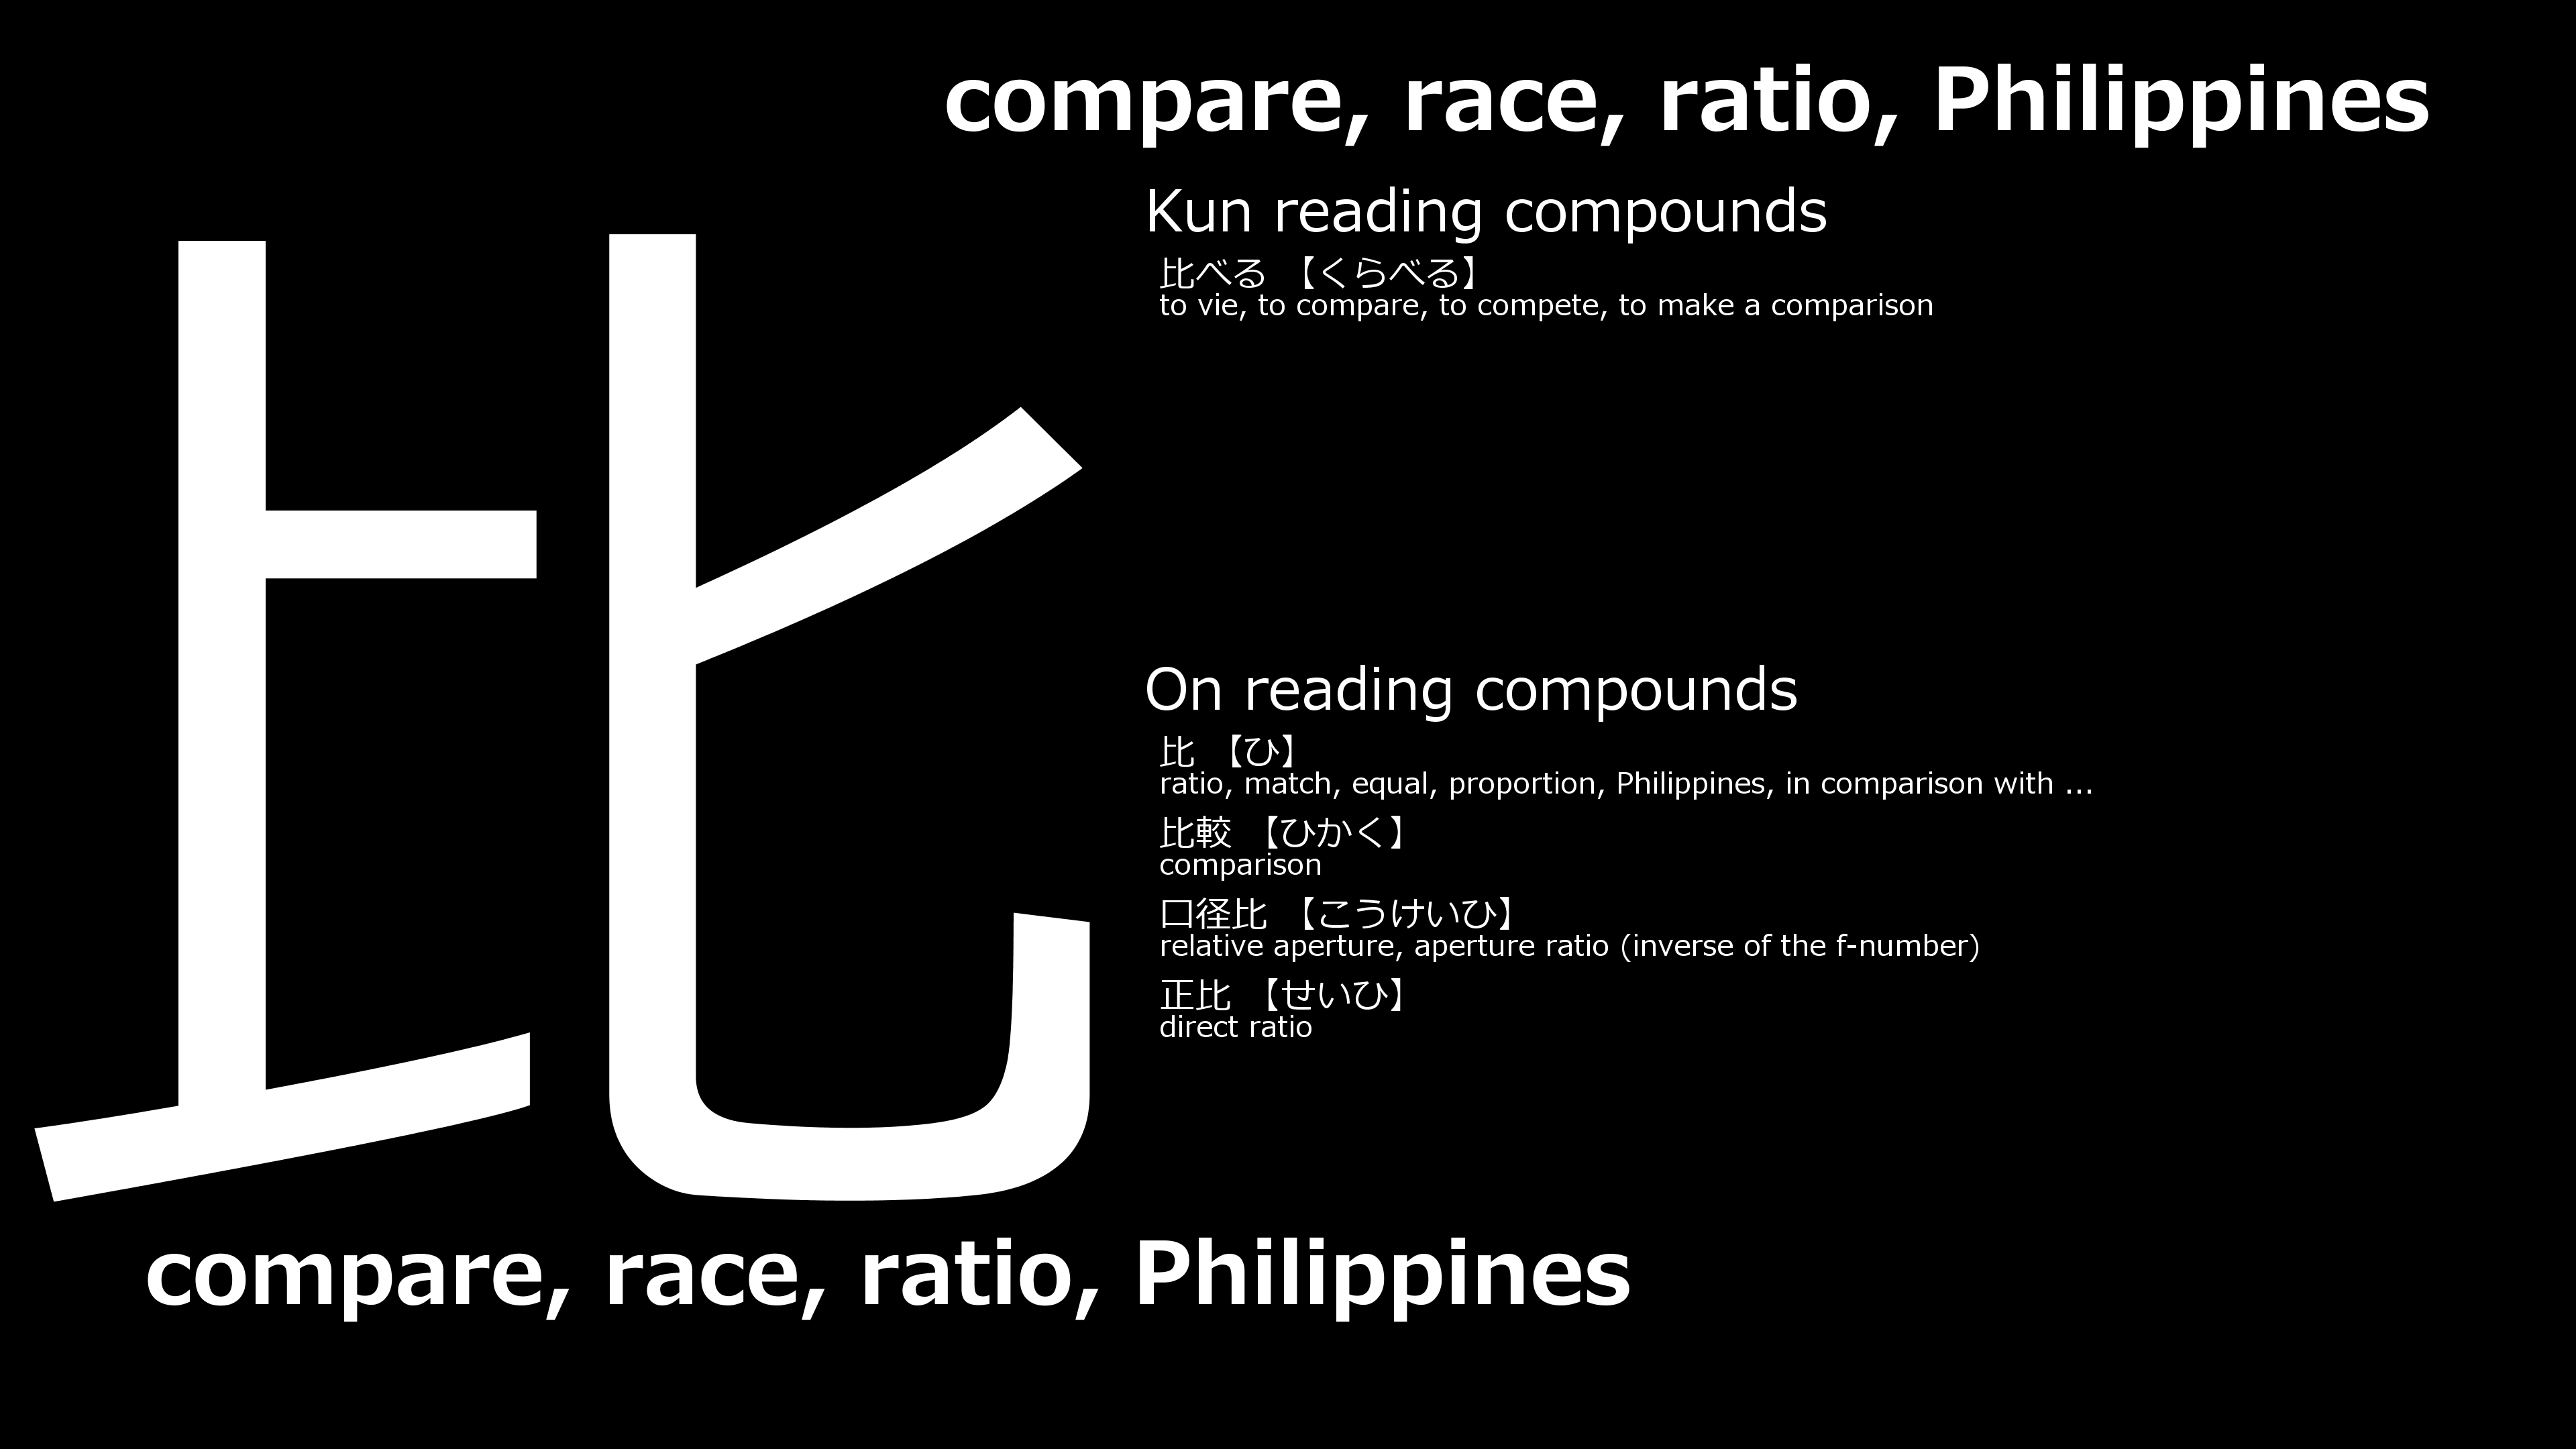 compare, race, ratio, Philippines
比
Kun reading compounds
比べる 【くらべる】
to vie, to compare, to compete, to make a comparison
On reading compounds
比 【ひ】
ratio, match, equal, proportion, Philippines, in comparison with ...
比較 【ひかく】
comparison
口径比 【こうけいひ】
relative aperture, aperture ratio (inverse of the f-number)
正比 【せいひ】
direct ratio
compare, race, ratio, Philippines